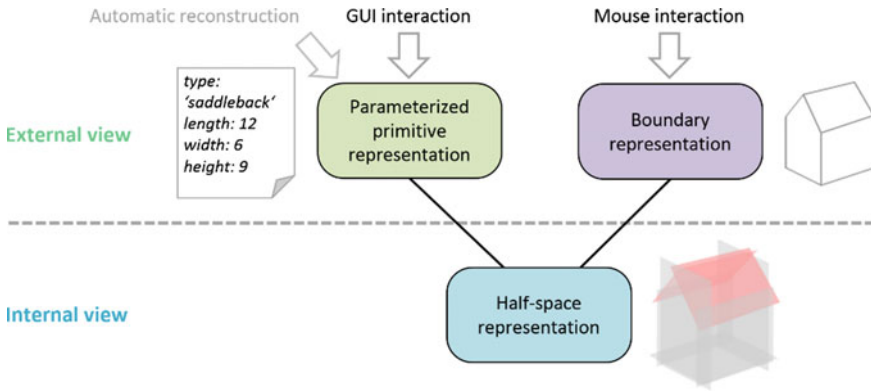 Automatic reconstruction
GUI interaction
Mouse interaction
type:
‘saddleback‘
length: 12
width: 6
height: 9
Parameterized
primitive
representation
Boundary
representation
External view
Half-space
representation
Internal view